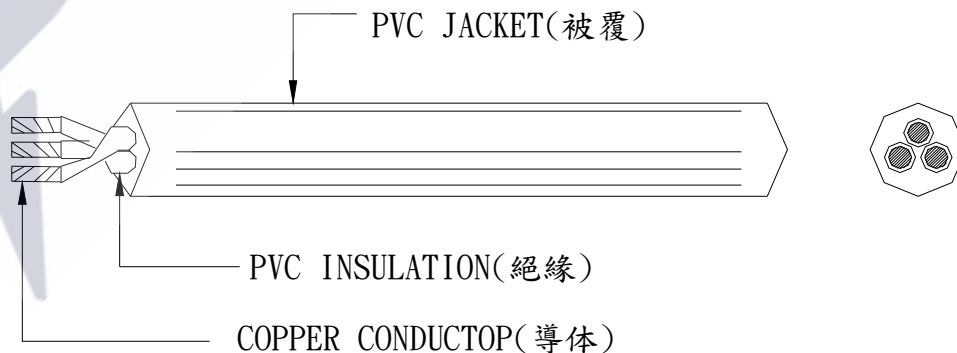 PVC JACKET(被覆)
PVC INSULATION(絕緣)
COPPER CONDUCTOP(導体)